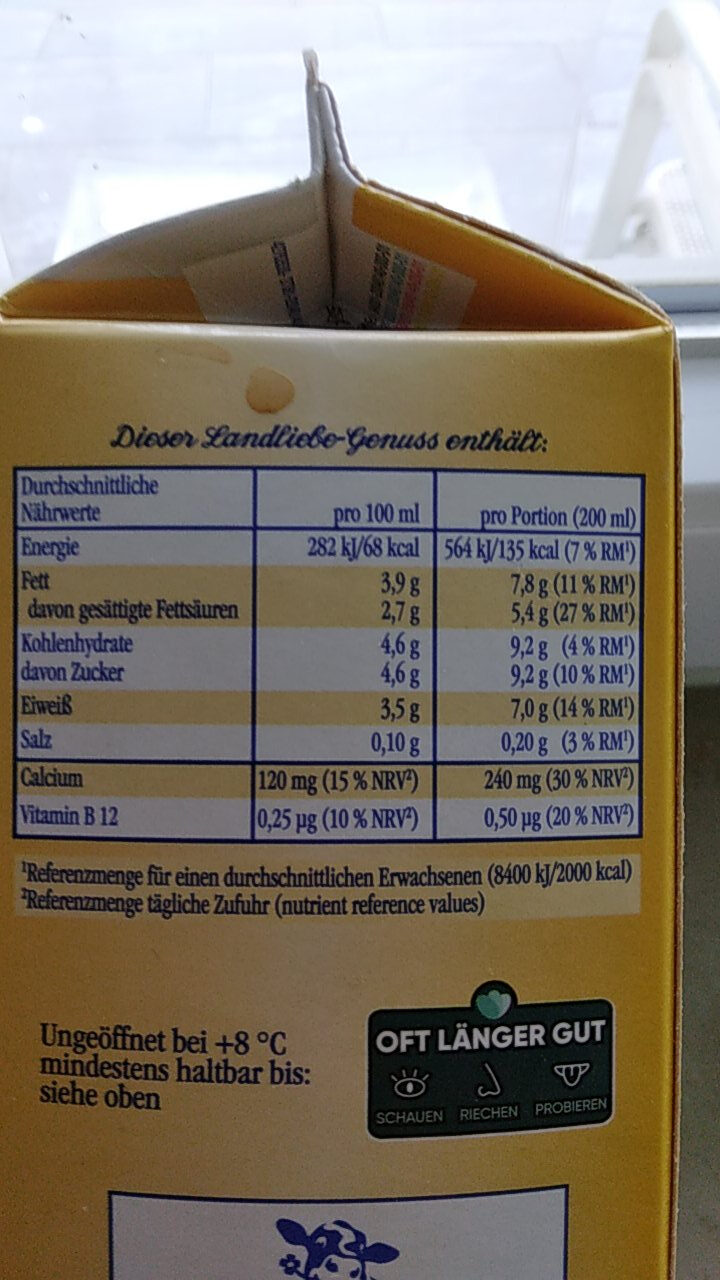 Dieser Landliebe-Genuss enthält:
Durchschnittliche
Nährwerte pro 100 ml pro Portion (200 ml)
Energie 282 kJ/68 kcal 564 kJ/135 kcal (7 % RM¹)
Fett 3,9 g 7,8 g (11 % RM¹)
davon gesättigte Fettsäuren 2,7 g 5,4 g (27 % RM¹)
Kohlenhydrate 4,6 g 9,2 g (4 % RM¹)
davon Zucker 4,6 g 9,2 g (10 % RM¹)
Eiweiß 3,5 g 7,0 g (14 % RM¹)
Salz 0,10 g 0,20 g (3 % RM¹)
Calcium 120 mg (15 % NRV²) 240 mg (30 % NRV²)
Vitamin B 12 0,25 µg (10 % NRV²) 0,50 µg (20 % NRV²)
¹Referenzmenge für einen durchschnittlichen Erwachsenen (8400 kJ/2000 kcal)
²Referenzmenge tägliche Zufuhr (nutrient reference values)
Ungeöffnet bei +8 °C
mindestens haltbar bis:
siehe oben
OFT LÄNGER GUT
SCHAUEN RIECHEN PROBIEREN